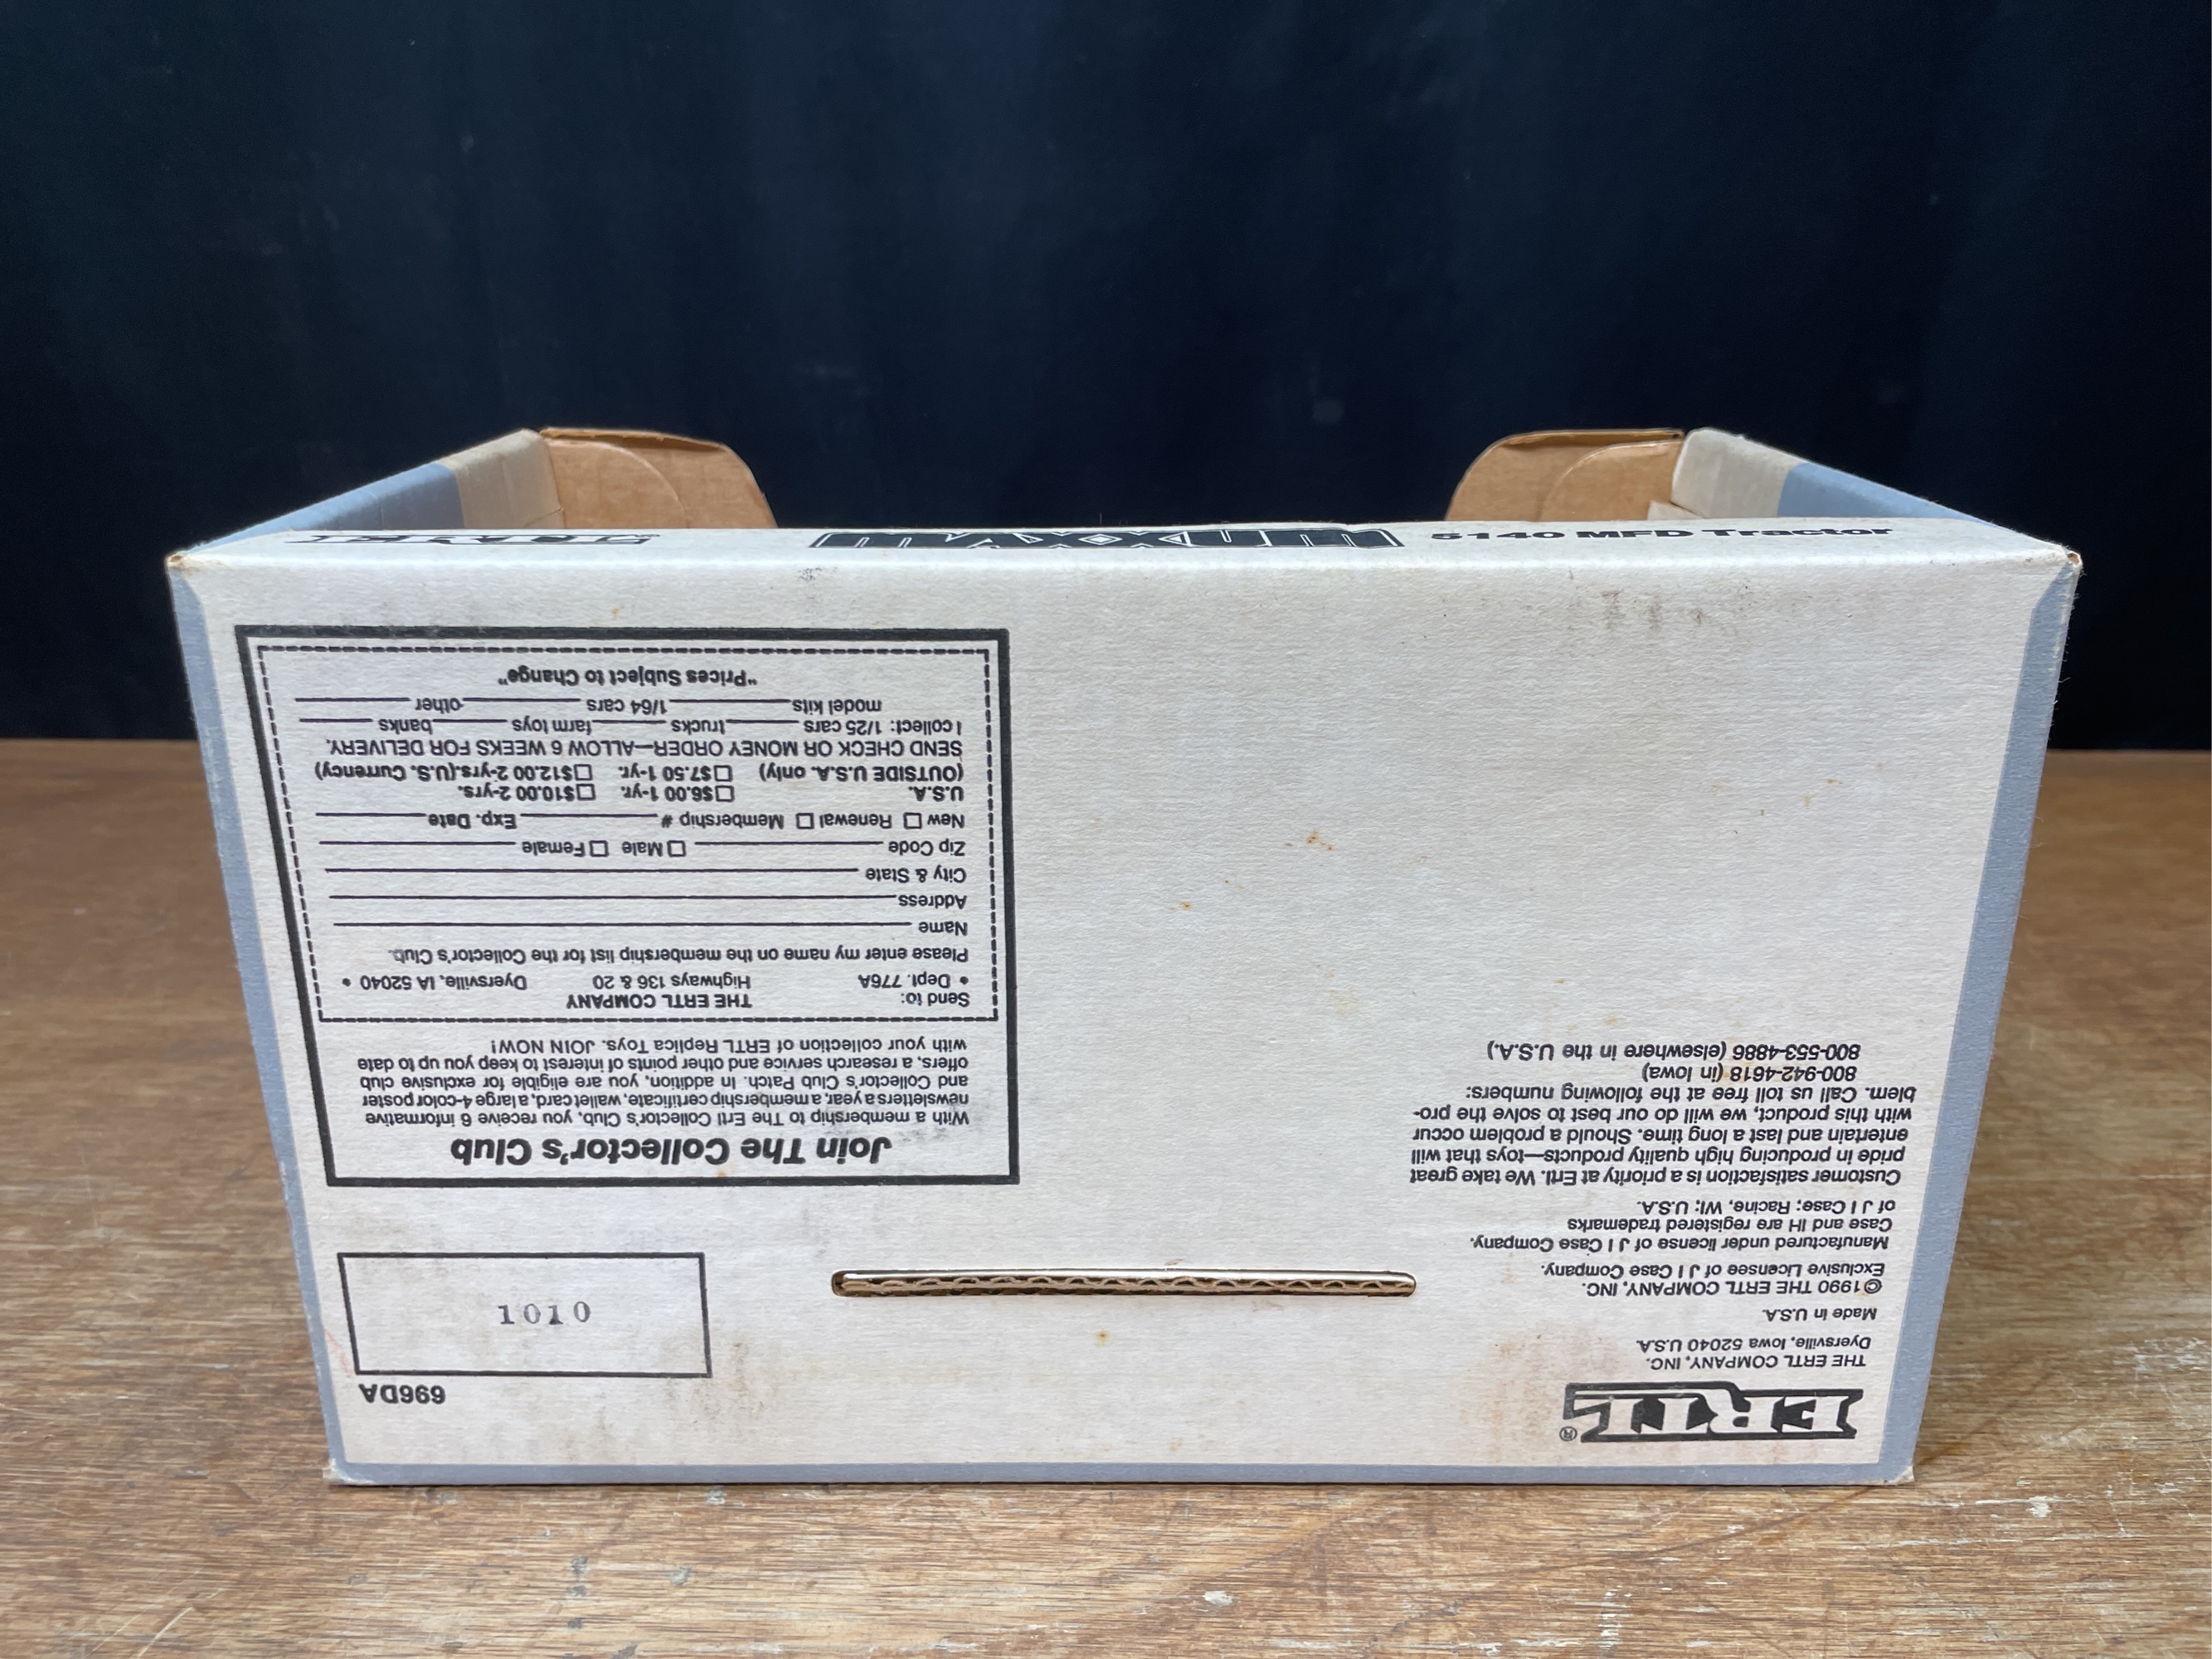 ERTL MAXXUM 5140 MFD Tractor
ERTL®
THE ERTL COMPANY, INC.
Dyersville, Iowa 52040 U.S.A.
Made in U.S.A.
©1990 THE ERTL COMPANY, INC.
Exclusive Licensee of J I Case Company.
Manufactured under license of J I Case Company.
Case and IH are registered trademarks
of J I Case; Racine, WI; U.S.A.
Customer satisfaction is a priority at Ertl. We take great
pride in producing high quality products—toys that will
entertain and last a long time. Should a problem occur
with this product, we will do our best to solve the pro-
blem. Call us toll free at the following numbers:
800-942-4618 (in Iowa)
800-553-4886 (elsewhere in the U.S.A.)
696DA
1010
Join The Collector's Club
With a membership to The Ertl Collector's Club, you receive 6 informative
newsletters a year, a membership certificate, wallet card, a large 4-color poster
and Collector's Club Patch. In addition, you are eligible for exclusive club
offers, a research service and other points of interest to keep you up to date
with your collection of ERTL Replica Toys. JOIN NOW!
Send to: THE ERTL COMPANY
• Dept. 776A Highways 136 & 20 Dyersville, IA 52040 •
Please enter my name on the membership list for the Collector's Club.
Name
Address
City & State
Zip Code Male Female
New Renewal Membership # Exp. Date
U.S.A. $6.00 1-yr. $10.00 2-yrs.
(OUTSIDE U.S.A. only) $7.50 1-yr. $12.00 2-yrs.(U.S. Currency)
SEND CHECK OR MONEY ORDER—ALLOW 6 WEEKS FOR DELIVERY.
I collect: 1/25 cars trucks farm toys banks
model kits 1/64 cars other
"Prices Subject to Change"